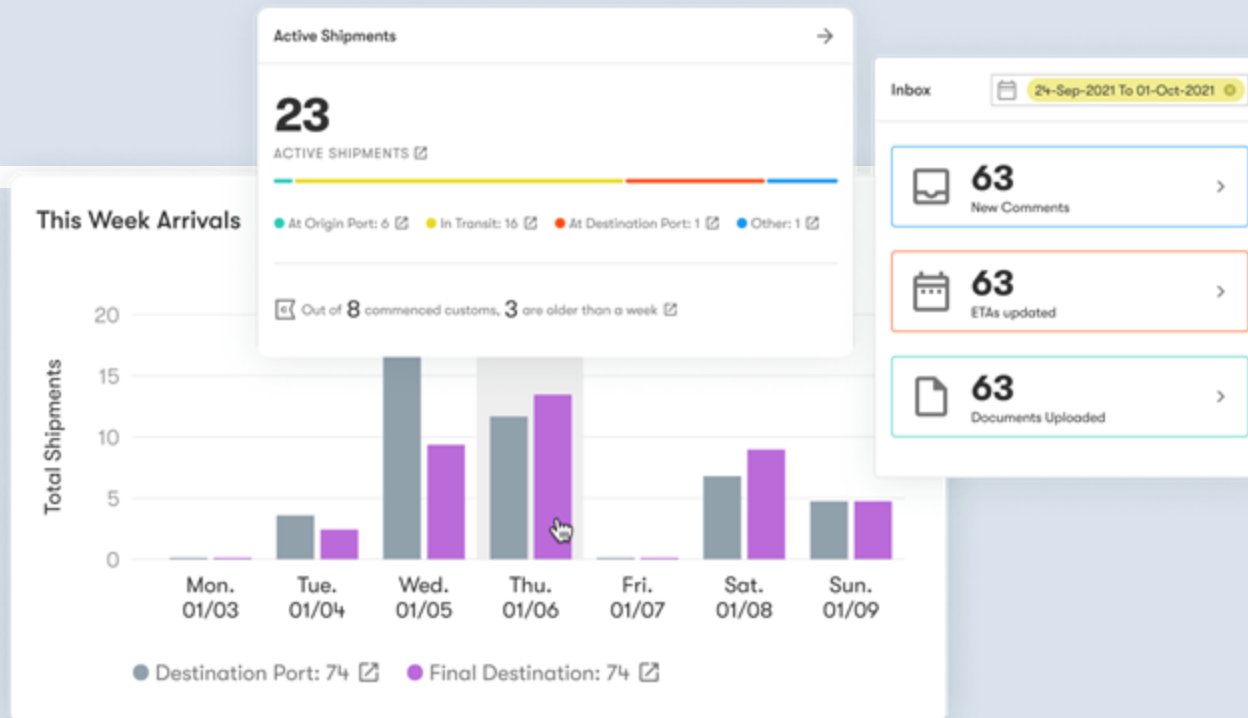 Active Shipments
23
ACTIVE SHIPMENTS
At Origin Port: 6 In Transit: 16 At Destination Port: 1 Other: 1
Out of 8 commenced customs, 3 are older than a week
Inbox 24-Sep-2021 To 01-Oct-2021
63
New Comments
63
ETAs updated
63
Documents Uploaded
This Week Arrivals
Total Shipments
20
15
10
5
0
Mon. Tue. Wed. Thu. Fri. Sat. Sun.
01/03 01/04 01/05 01/06 01/07 01/08 01/09
Destination Port: 74 Final Destination: 74